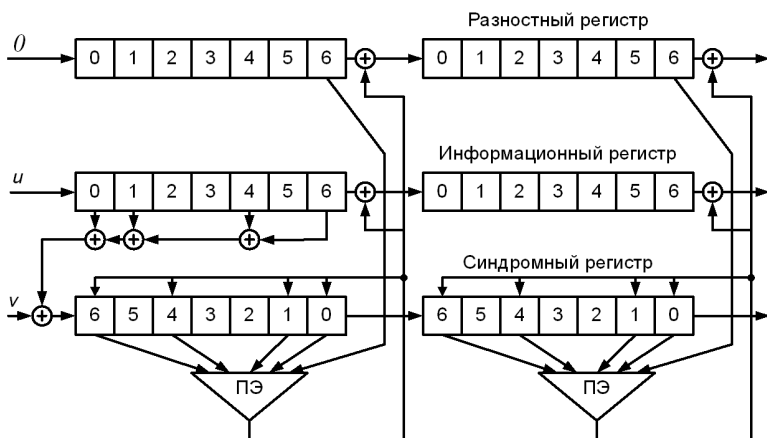 Разностный регистр
0 0 1 2 3 4 5 6 0 1 2 3 4 5 6
Информационный регистр
u 0 1 2 3 4 5 6 0 1 2 3 4 5 6
Синдромный регистр
v 6 5 4 3 2 1 0 6 5 4 3 2 1 0
ПЭ ПЭ